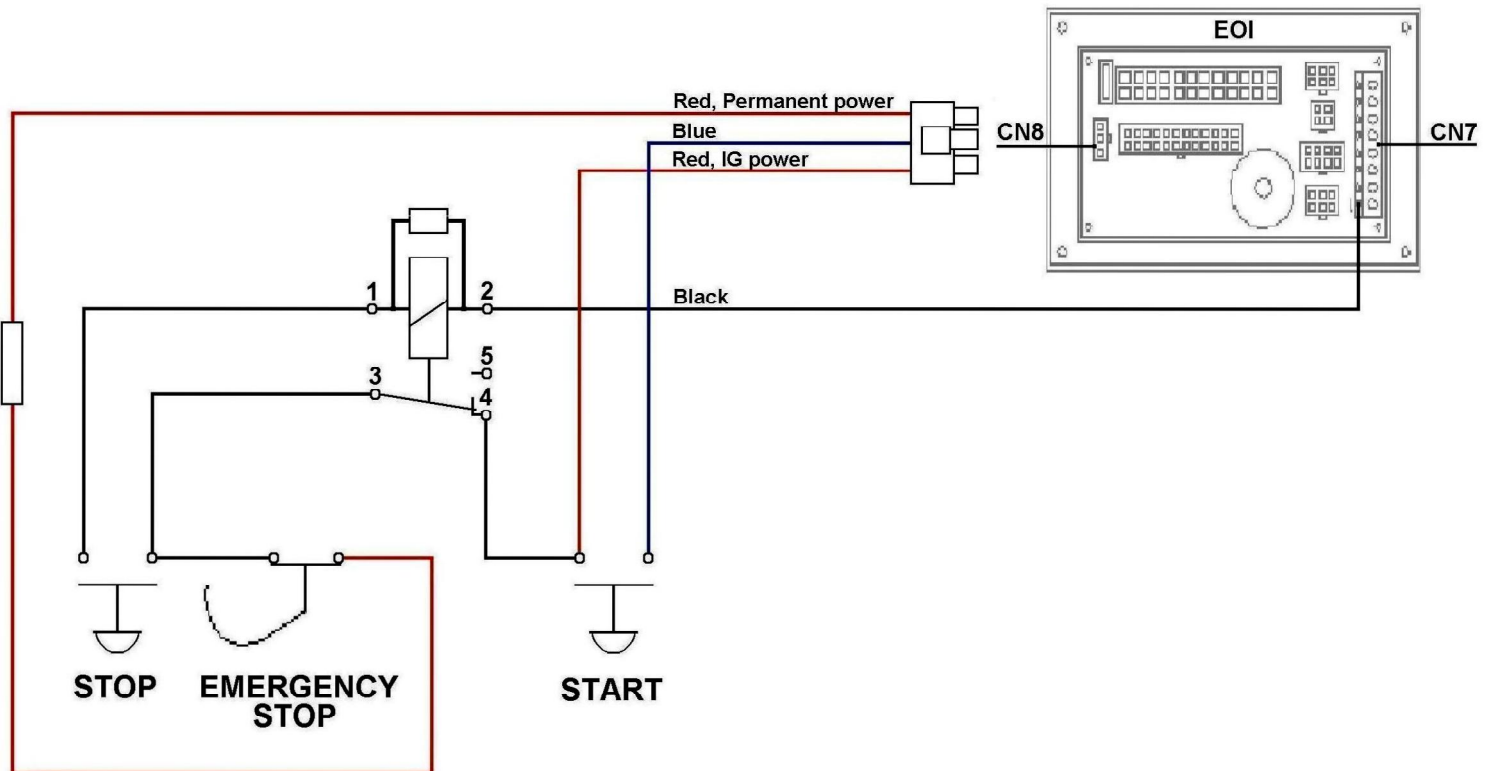 EOI
Red, Permanent power
Blue
CN8
CN7
Red, IG power
1
2
Black
5
3
4
STOP
EMERGENCY
STOP
START